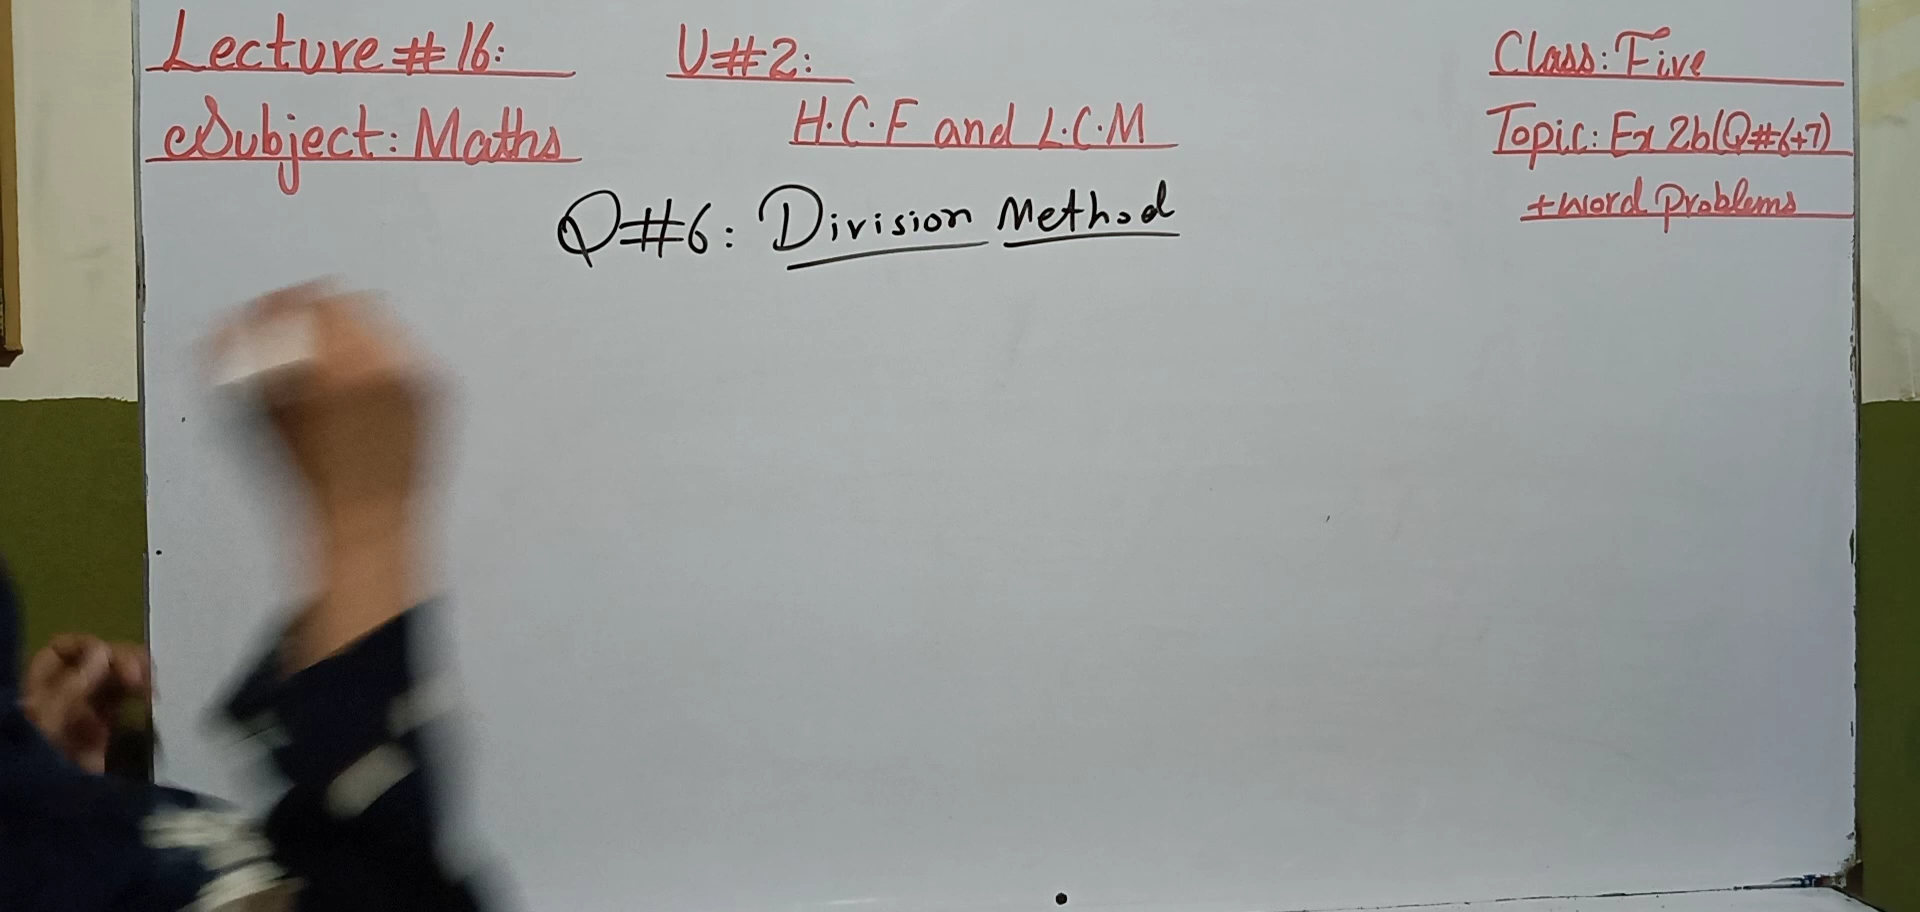 Lecture # 16:
U#2:
Class: Five
Subject: Maths
H.C.F and L.C.M
Topic: Ex 2b(Q#6+7)
+word Problems
Q#6: Division Method